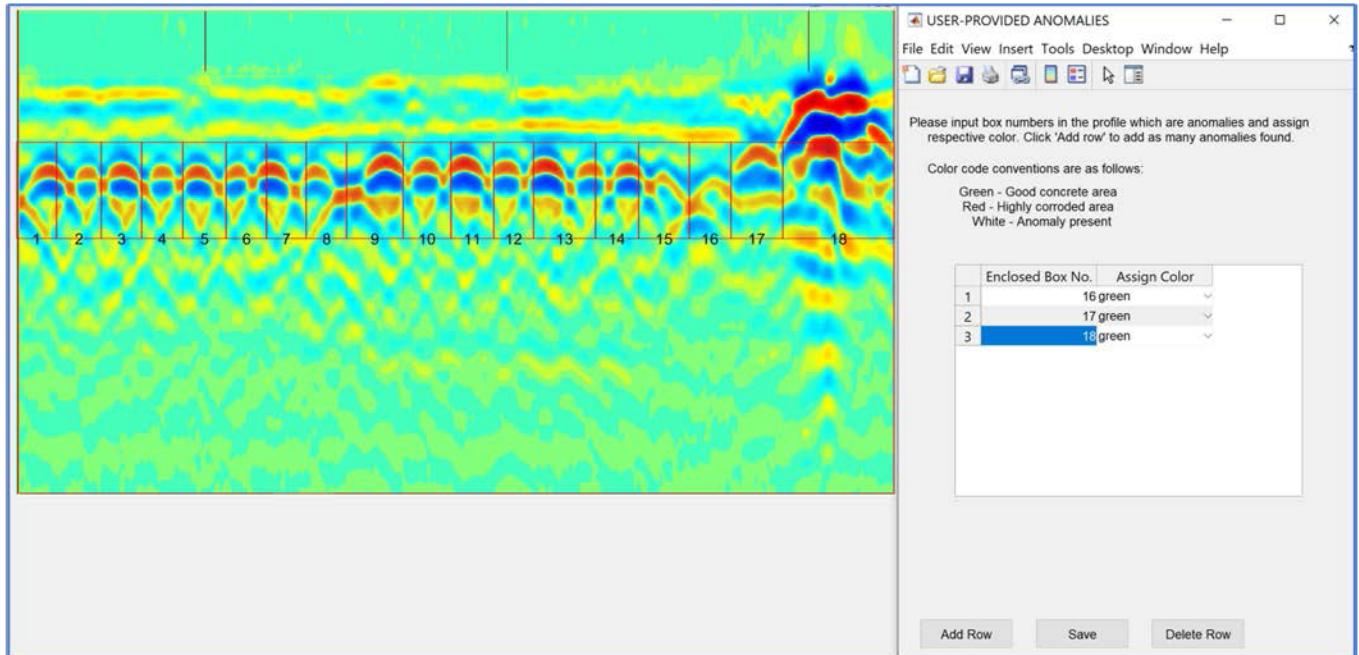 1 2 3 4 5 6 7 8 9 10 11 12 13 14 15 16 17 18
USER-PROVIDED ANOMALIES
File Edit View Insert Tools Desktop Window Help
Please input box numbers in the profile which are anomalies and assign
respective color. Click 'Add row' to add as many anomalies found.
Color code conventions are as follows:
Green - Good concrete area
Red - Highly corroded area
White - Anomaly present
Enclosed Box No. Assign Color
1 16 green
2 17 green
3 18 green
Add Row Save Delete Row